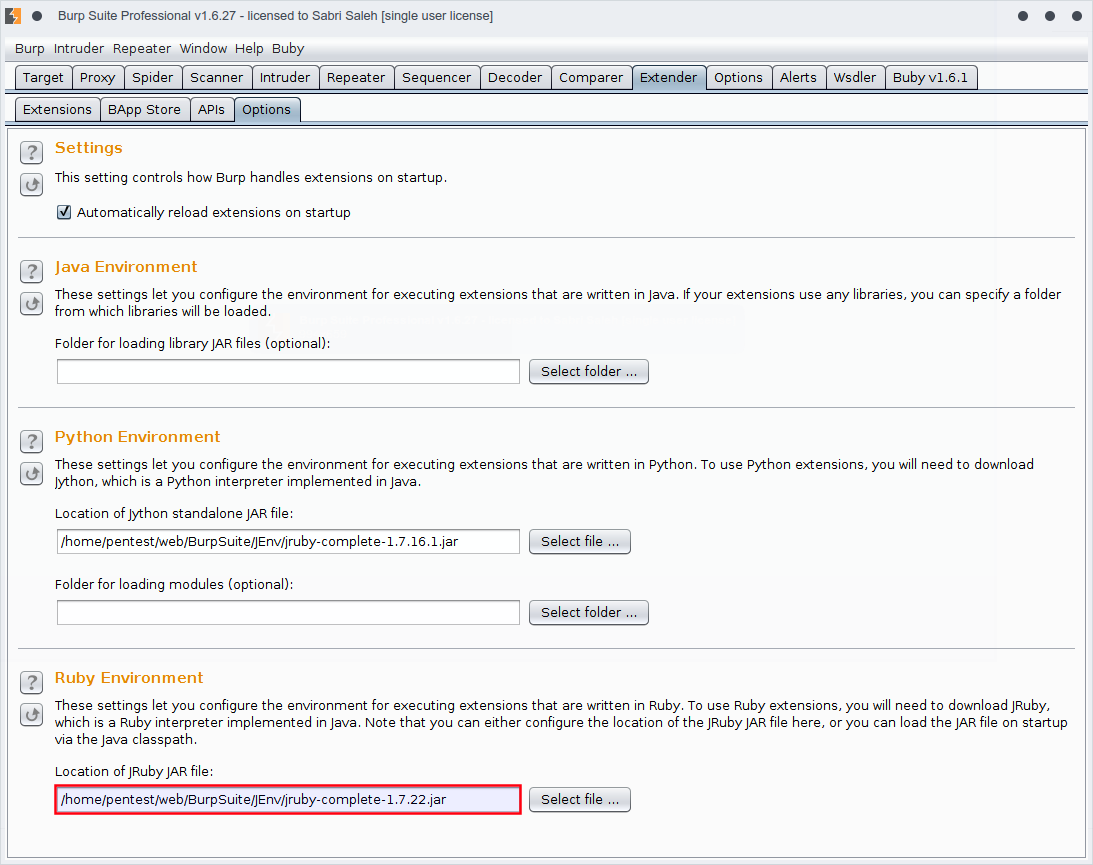 Burp Suite Professional v1.6.27 - licensed to Sabri Saleh [single user license]
Burp Intruder Repeater Window Help Buby
Target Proxy Spider Scanner Intruder Repeater Sequencer Decoder Comparer Extender Options Alerts Wsdler Buby v1.6.1
Extensions BApp Store APIs Options
? Settings
This setting controls how Burp handles extensions on startup.
Automatically reload extensions on startup
? Java Environment
These settings let you configure the environment for executing extensions that are written in Java. If your extensions use any libraries, you can specify a folder
from which libraries will be loaded.
Folder for loading library JAR files (optional):
Select folder ...
? Python Environment
These settings let you configure the environment for executing extensions that are written in Python. To use Python extensions, you will need to download
Jython, which is a Python interpreter implemented in Java.
Location of Jython standalone JAR file:
/home/pentest/web/BurpSuite/JEnv/jruby-complete-1.7.16.1.jar Select file ...
Folder for loading modules (optional):
Select folder ...
? Ruby Environment
These settings let you configure the environment for executing extensions that are written in Ruby. To use Ruby extensions, you will need to download JRuby,
which is a Ruby interpreter implemented in Java. Note that you can either configure the location of the JRuby JAR file here, or you can load the JAR file on startup
via the Java classpath.
Location of JRuby JAR file:
/home/pentest/web/BurpSuite/JEnv/jruby-complete-1.7.22.jar Select file ...